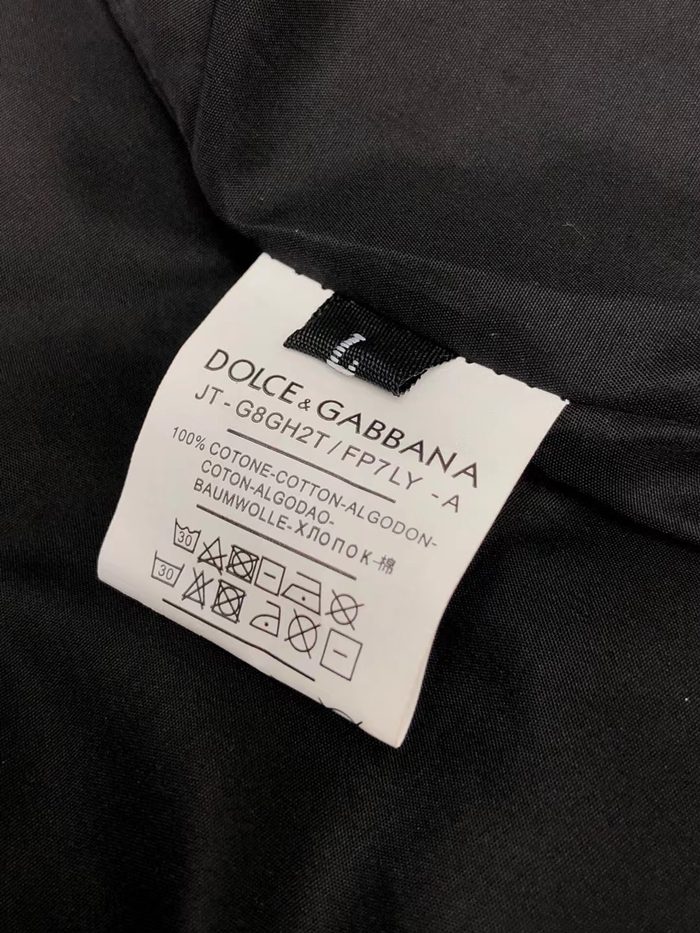 L
DOLCE & GABBANA
JT-G8GH2T/FP7LY -A
100% COTONE-COTTON-ALGODON-
COTON-ALGODAO-
BAUMWOLLE-ХЛОПОК-棉
30
30